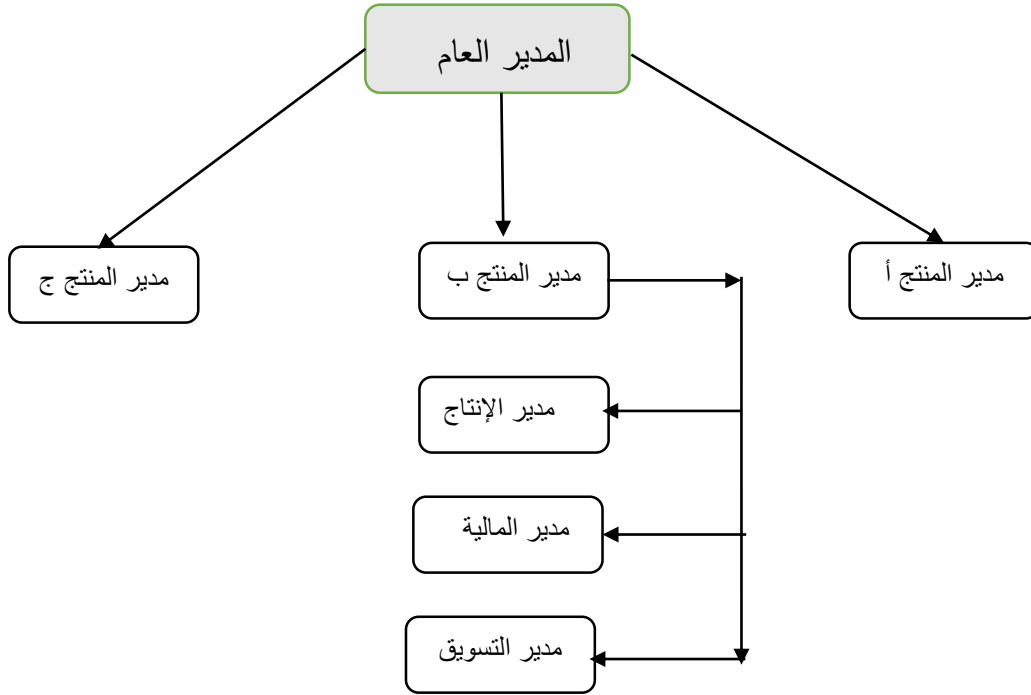 المدير العام
مدير المنتج أ
مدير المنتج ب
مدير المنتج ج
مدير الإنتاج
مدير المالية
مدير التسويق